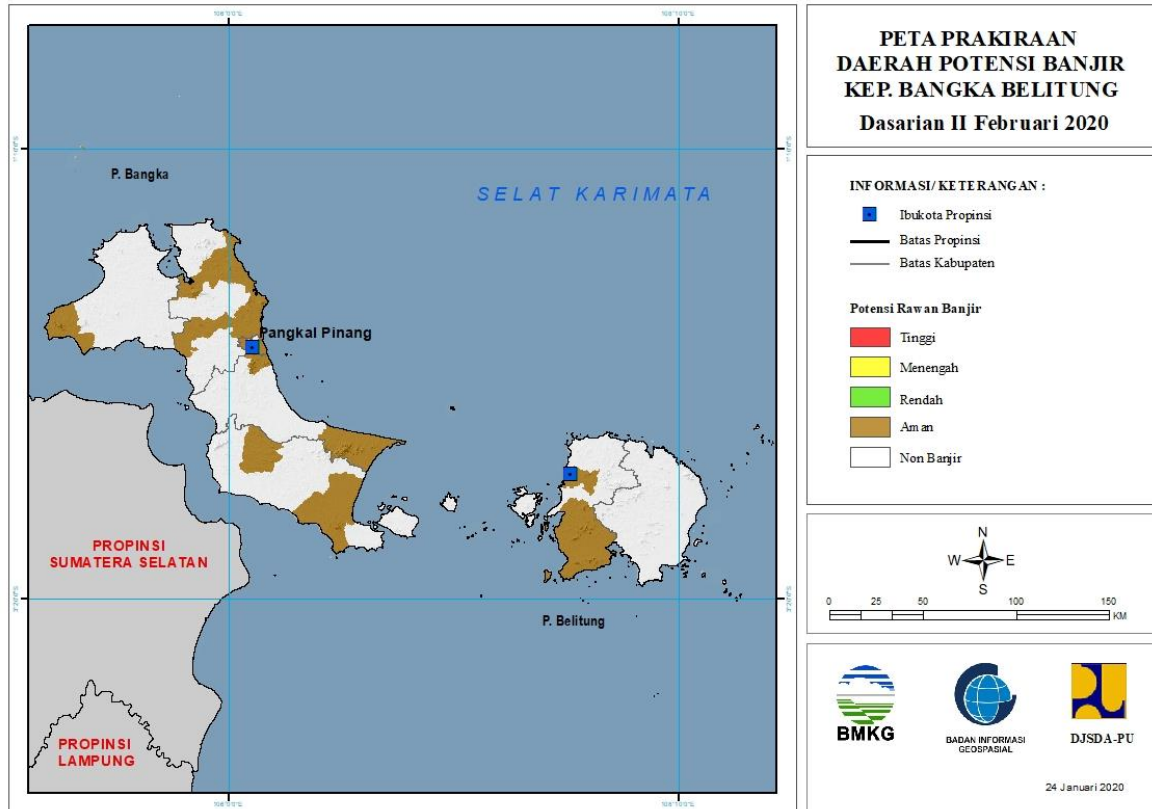 P. Bangka
SELAT KARIMATA
Pangkal Pinang
PROPINSI
SUMATERA SELATAN
P. Belitung
PROPINSI
LAMPUNG
PETA PRAKIRAAN
DAERAH POTENSI BANJIR
KEP. BANGKA BELITUNG
Dasarian II Februari 2020
INFORMASI/ KETERANGAN :
Ibukota Propinsi
Batas Propinsi
Batas Kabupaten
Potensi Rawan Banjir
Tinggi
Menengah
Rendah
Aman
Non Banjir
N
W E
S
0 25 50 100 150
KM
BMKG
BADAN INFORMASI
GEOSPASIAL
DJSDA-PU
24 Januari 2020